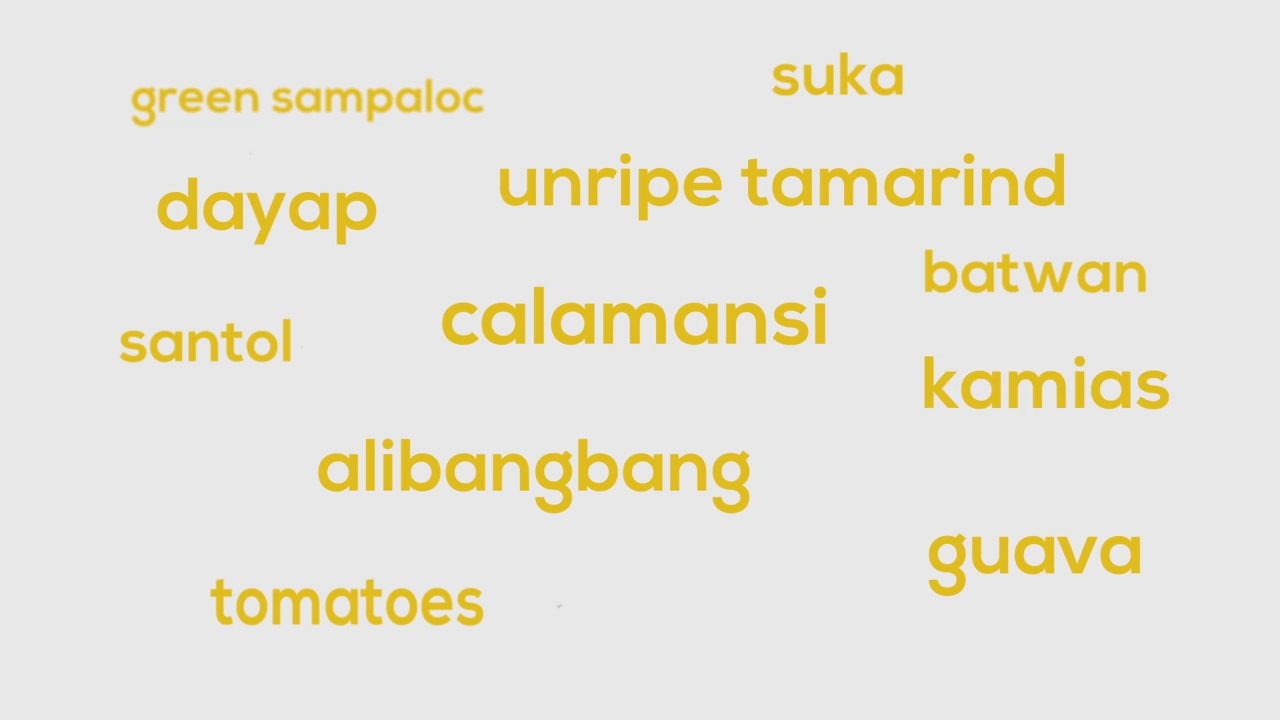 suka
green sampaloc
unripe tamarind
dayap
batwan
calamansi
santol
kamias
alibangbang
guava
tomatoes